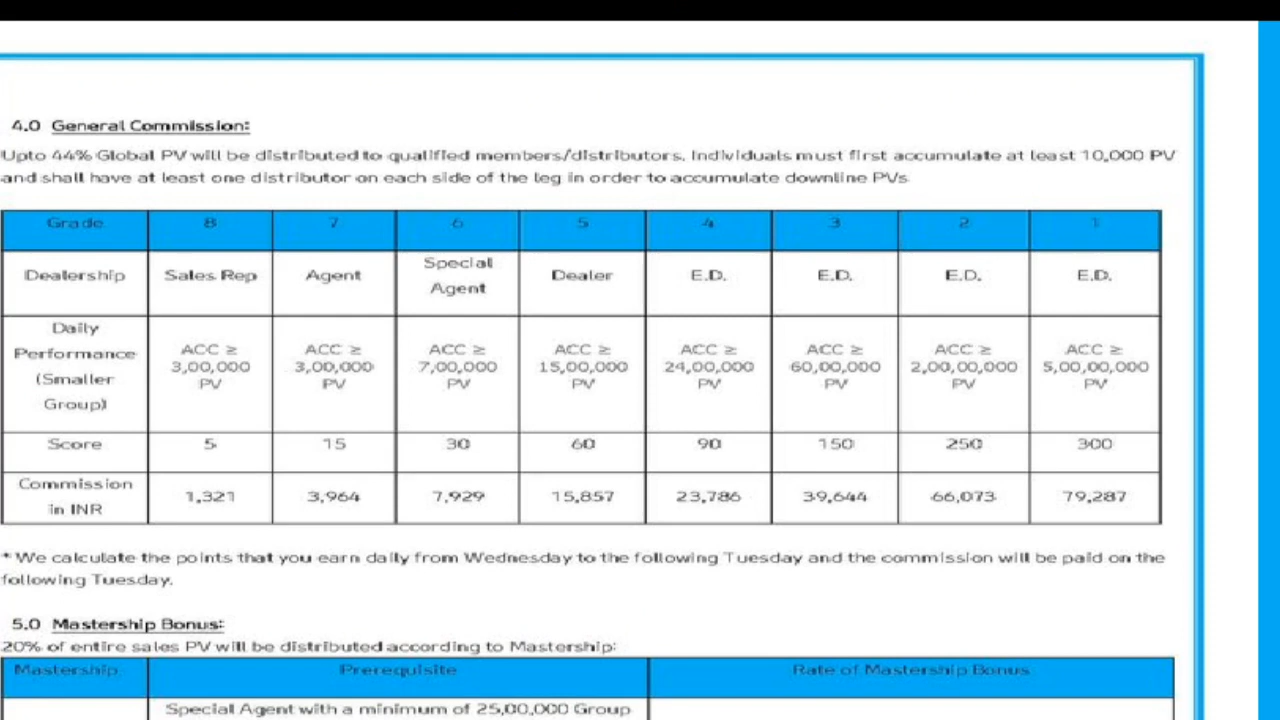 4.0 General Commission:
Upto 44% Global PV will be distributed to qualified members/distributors. Individuals must first accumulate at least 10,000 PV
and shall have at least one distributor on each side of the leg in order to accumulate downline PVs
Grade 8 7 6 5 4 3 2 1
Dealership Sales Rep Agent Special Agent Dealer E.D. E.D. E.D. E.D.
Daily Performance (Smaller Group) ACC ≥ 3,00,000 PV ACC ≥ 3,00,000 PV ACC ≥ 7,00,000 PV ACC ≥ 15,00,000 PV ACC ≥ 24,00,000 PV ACC ≥ 60,00,000 PV ACC ≥ 2,00,00,000 PV ACC ≥ 5,00,00,000 PV
Score 5 15 30 60 90 150 250 300
Commission in INR 1,321 3,964 7,929 15,857 23,786 39,644 66,073 79,287
* We calculate the points that you earn daily from Wednesday to the following Tuesday and the commission will be paid on the
following Tuesday.
5.0 Mastership Bonus:
20% of entire sales PV will be distributed according to Mastership:
Mastership Prerequisite Rate of Mastership Bonus
Special Agent with a minimum of 25,00,000 Group